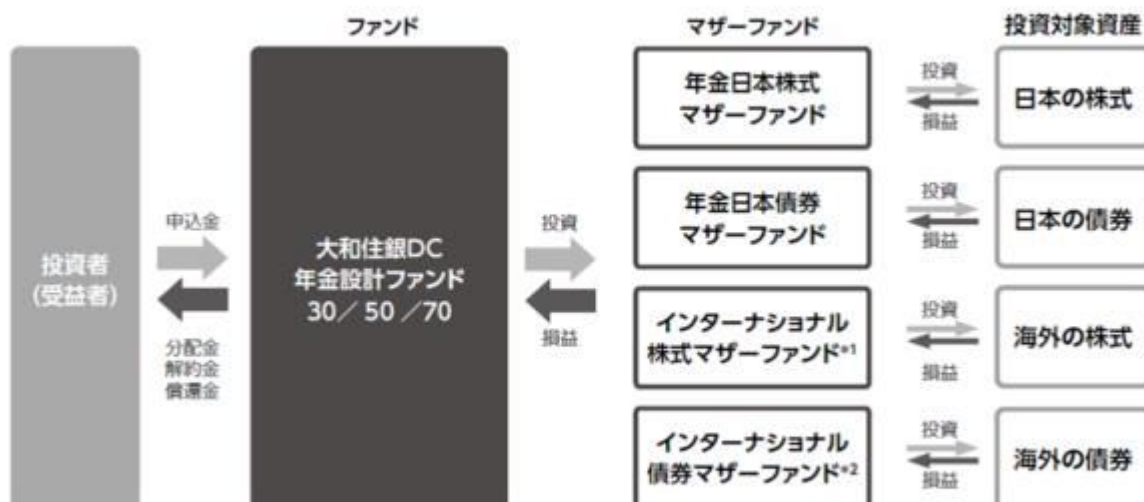 ファンド
マザーファンド
投資対象資産
投資者
(受益者)
申込金
分配金
解約金
償還金
大和住銀DC
年金設計ファンド
30／50／70
投資
損益
年金日本株式
マザーファンド
投資
損益
日本の株式
年金日本債券
マザーファンド
投資
損益
日本の債券
インターナショナル
株式マザーファンド*1
投資
損益
海外の株式
インターナショナル
債券マザーファンド*2
投資
損益
海外の債券